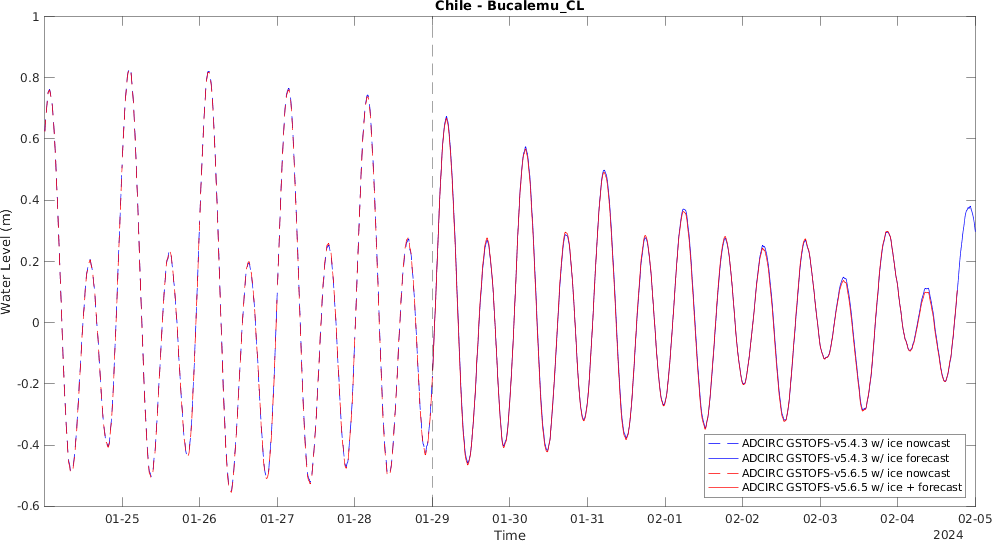 Chile - Bucalemu_CL
Water Level (m)
1
0.8
0.6
0.4
0.2
0
-0.2
-0.4
-0.6
ADCIRC GSTOFS-v5.4.3 w/ ice nowcast
ADCIRC GSTOFS-v5.4.3 w/ ice forecast
ADCIRC GSTOFS-v5.6.5 w/ ice nowcast
ADCIRC GSTOFS-v5.6.5 w/ ice + forecast
01-25 01-26 01-27 01-28 01-29 01-30 01-31 02-01 02-02 02-03 02-04 02-05
Time
2024